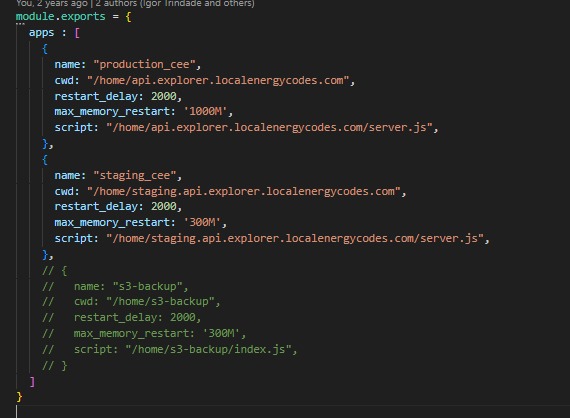 You, 2 years ago | 2 authors (Igor Trindade and others)
module.exports = {
  apps : [
    {
      name: "production_cee",
      cwd: "/home/api.explorer.localenergycodes.com",
      restart_delay: 2000,
      max_memory_restart: '1000M',
      script: "/home/api.explorer.localenergycodes.com/server.js",
    },
    {
      name: "staging_cee",
      cwd: "/home/staging.api.explorer.localenergycodes.com",
      restart_delay: 2000,
      max_memory_restart: '300M',
      script: "/home/staging.api.explorer.localenergycodes.com/server.js",
    },
    // {
    //   name: "s3-backup",
    //   cwd: "/home/s3-backup",
    //   restart_delay: 2000,
    //   max_memory_restart: '300M',
    //   script: "/home/s3-backup/index.js",
    // }
  ]
}